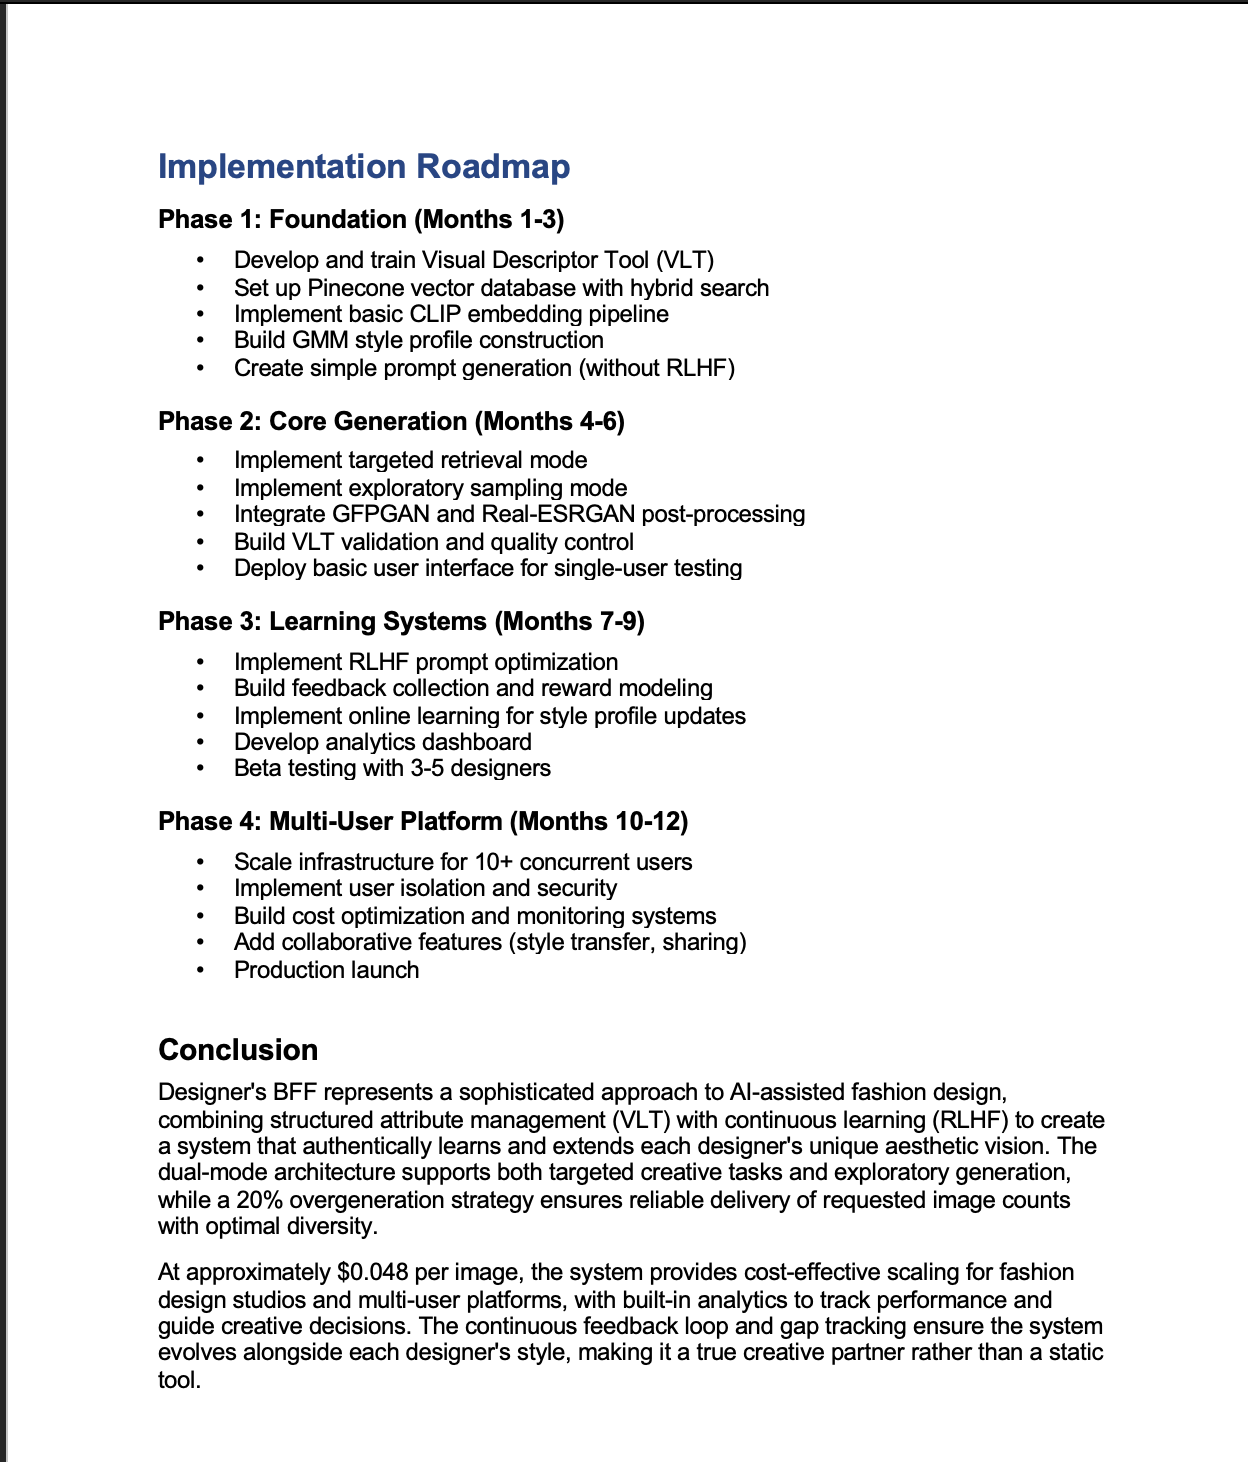 Implementation Roadmap
Phase 1: Foundation (Months 1-3)
• Develop and train Visual Descriptor Tool (VLT)
• Set up Pinecone vector database with hybrid search
• Implement basic CLIP embedding pipeline
• Build GMM style profile construction
• Create simple prompt generation (without RLHF)
Phase 2: Core Generation (Months 4-6)
• Implement targeted retrieval mode
• Implement exploratory sampling mode
• Integrate GFPGAN and Real-ESRGAN post-processing
• Build VLT validation and quality control
• Deploy basic user interface for single-user testing
Phase 3: Learning Systems (Months 7-9)
• Implement RLHF prompt optimization
• Build feedback collection and reward modeling
• Implement online learning for style profile updates
• Develop analytics dashboard
• Beta testing with 3-5 designers
Phase 4: Multi-User Platform (Months 10-12)
• Scale infrastructure for 10+ concurrent users
• Implement user isolation and security
• Build cost optimization and monitoring systems
• Add collaborative features (style transfer, sharing)
• Production launch
Conclusion
Designer's BFF represents a sophisticated approach to AI-assisted fashion design,
combining structured attribute management (VLT) with continuous learning (RLHF) to create
a system that authentically learns and extends each designer's unique aesthetic vision. The
dual-mode architecture supports both targeted creative tasks and exploratory generation,
while a 20% overgeneration strategy ensures reliable delivery of requested image counts
with optimal diversity.
At approximately $0.048 per image, the system provides cost-effective scaling for fashion
design studios and multi-user platforms, with built-in analytics to track performance and
guide creative decisions. The continuous feedback loop and gap tracking ensure the system
evolves alongside each designer's style, making it a true creative partner rather than a static
tool.